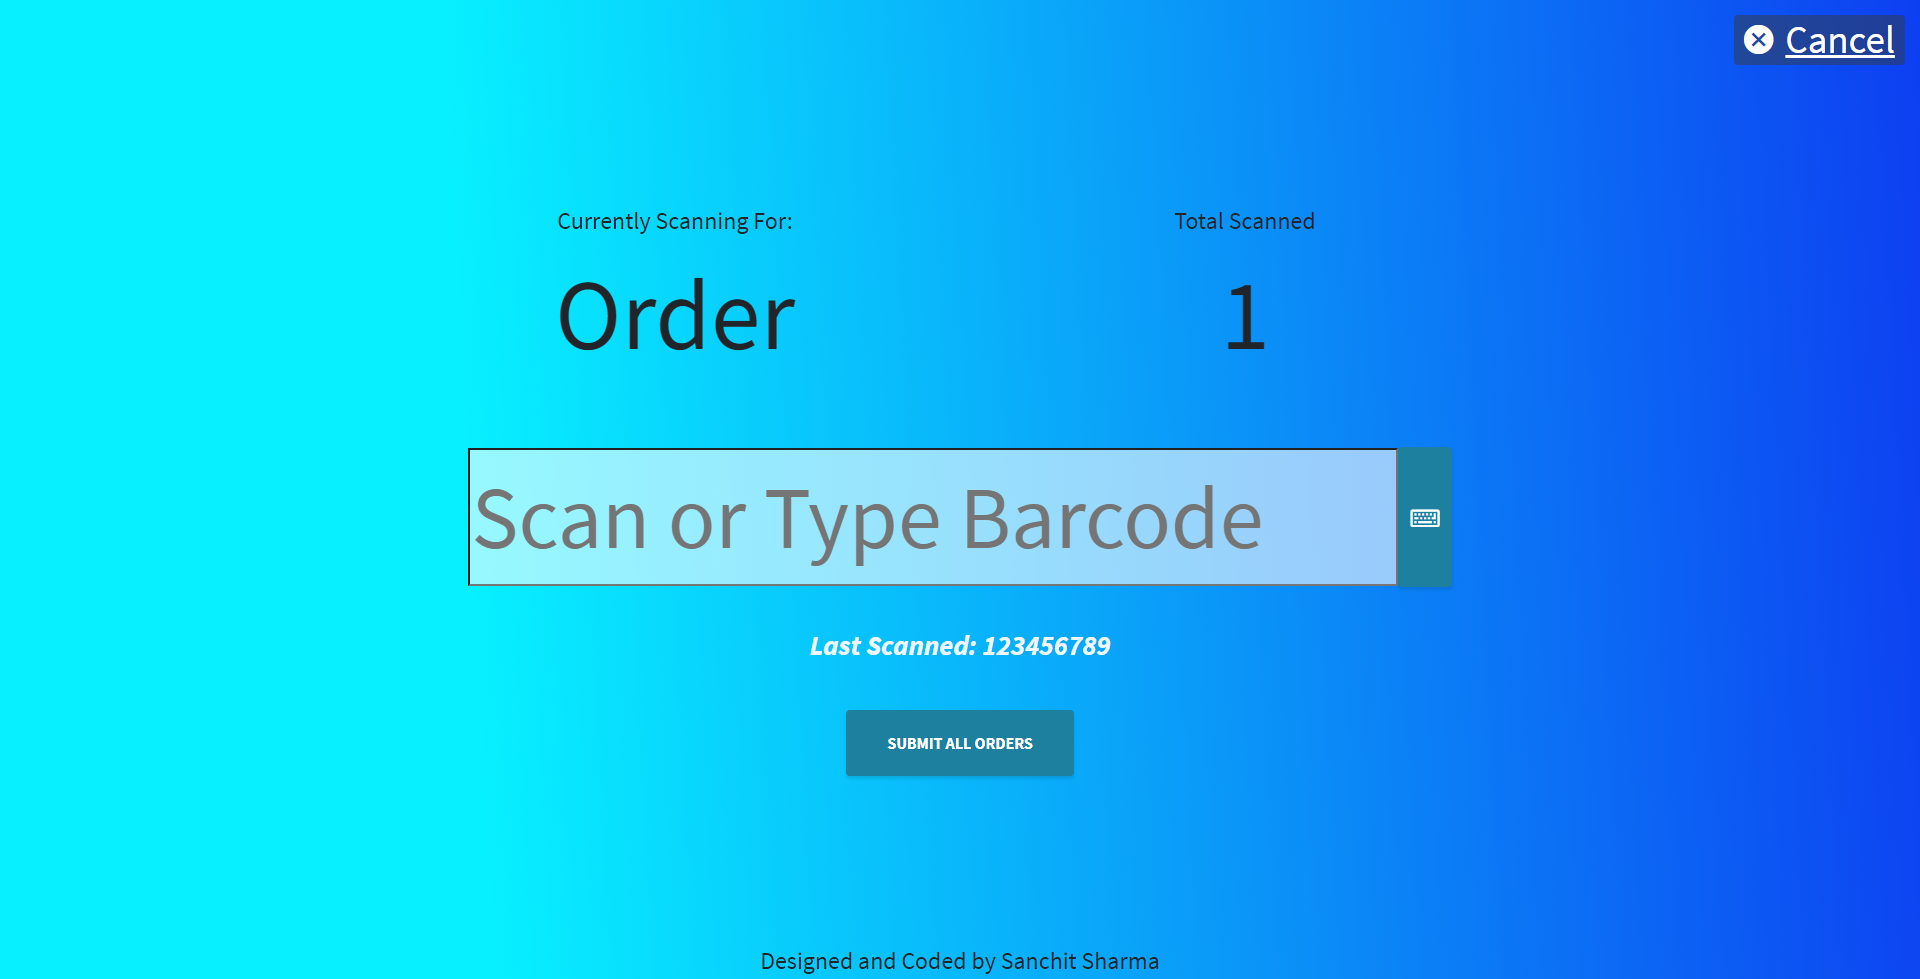 Cancel
Currently Scanning For:
Order
Total Scanned
1
Scan or Type Barcode
Last Scanned: 123456789
SUBMIT ALL ORDERS
Designed and Coded by Sanchit Sharma